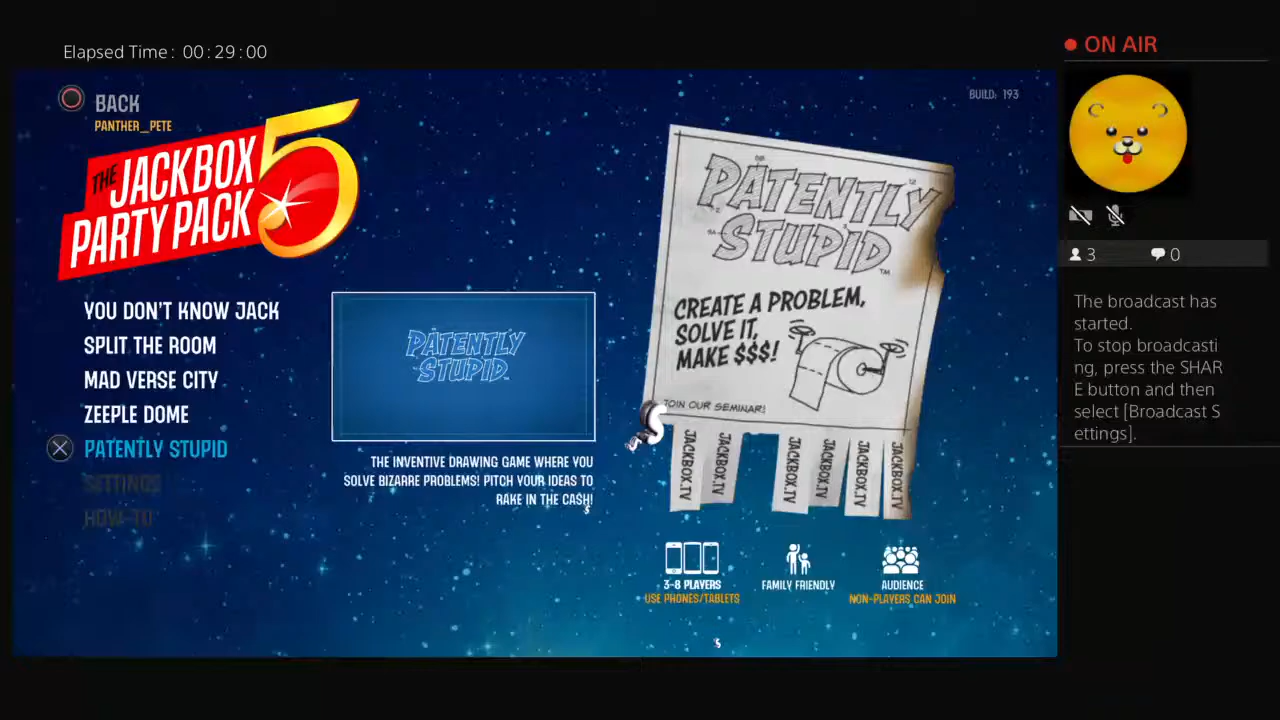 Elapsed Time: 00:29:00
ON AIR
BACK
PANTHER_PETE
BUILD: 193
THE JACKBOX
PARTY PACK 5
YOU DON'T KNOW JACK
SPLIT THE ROOM
MAD VERSE CITY
ZEEPLE DOME
PATENTLY STUPID
SETTINGS
HOW-TO
PATENTLY
STUPID
THE INVENTIVE DRAWING GAME WHERE YOU
SOLVE BIZARRE PROBLEMS! PITCH YOUR IDEAS TO
RAKE IN THE CASH!
PATENTLY
STUPID™
CREATE A PROBLEM,
SOLVE IT,
MAKE $$$!
JOIN OUR SEMINAR!
JACKBOX.TV
JACKBOX.TV
JACKBOX.TV
JACKBOX.TV
JACKBOX.TV
JACKBOX.TV
3-8 PLAYERS
USE PHONES/TABLETS
FAMILY FRIENDLY
AUDIENCE
NON-PLAYERS CAN JOIN
3 0
The broadcast has
started.
To stop broadcasti
ng, press the SHAR
E button and then
select [Broadcast S
ettings].